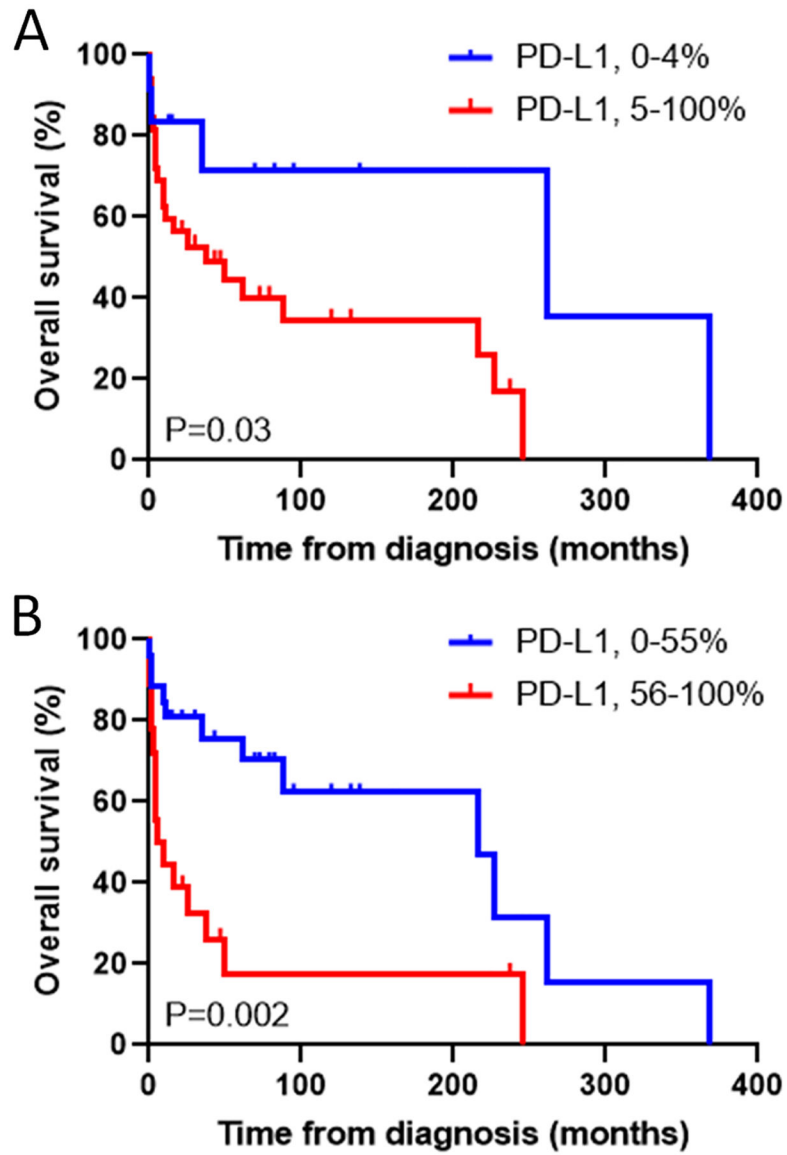 A
PD-L1, 0-4%
PD-L1, 5-100%
Overall survival (%)
100
80
60
40
20
0
P=0.03
0 100 200 300 400
Time from diagnosis (months)
B
PD-L1, 0-55%
PD-L1, 56-100%
Overall survival (%)
100
80
60
40
20
0
P=0.002
0 100 200 300 400
Time from diagnosis (months)